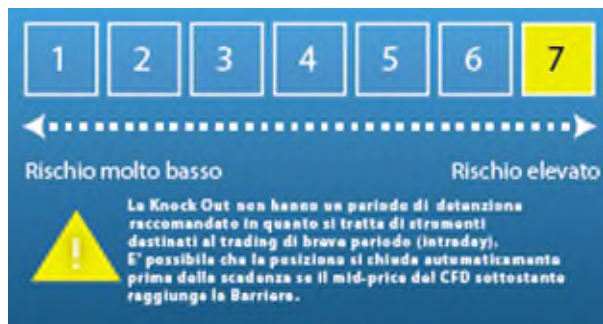 1 2 3 4 5 6 7
Rischio molto basso Rischio elevato
Le Knock Out non hanno un periodo di detenzione
raccomandato in quanto si tratta di strumenti
destinati al trading di breve periodo (intraday).
E' possibile che la posizione si chiuda automaticamente
prima della scadenza se il mid-price del CFD sottostante
raggiunge la Barriera.
!